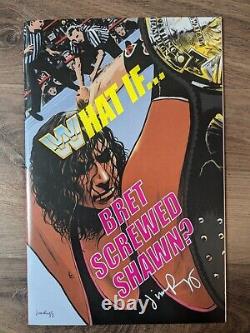 WHAT IF...
BRET
SCREWED
SHAWN?